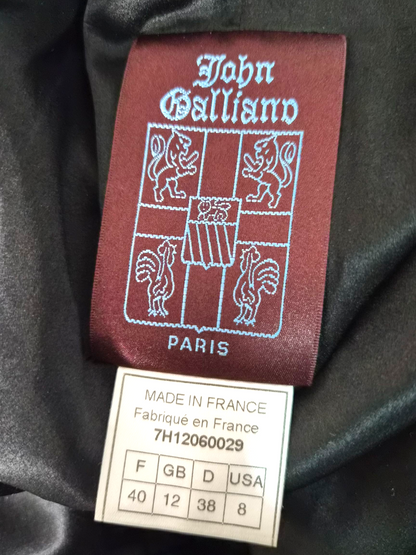 John
Galliano
PARIS
MADE IN FRANCE
Fabriqué en France
7H12060029
F GB D USA
40 12 38 8